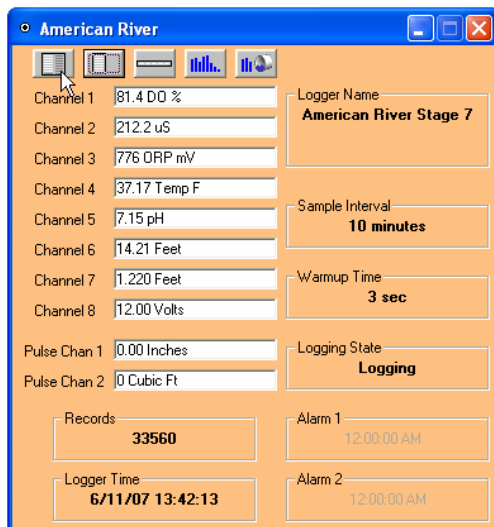 American River
Channel 1 81.4 DO %
Channel 2 212.2 uS
Channel 3 776 ORP mV
Channel 4 37.17 Temp F
Channel 5 7.15 pH
Channel 6 14.21 Feet
Channel 7 1.220 Feet
Channel 8 12.00 Volts
Pulse Chan 1 0.00 Inches
Pulse Chan 2 0 Cubic Ft
Records
33560
Logger Time
6/11/07 13:42:13
Logger Name
American River Stage 7
Sample Interval
10 minutes
Warmup Time
3 sec
Logging State
Logging
Alarm 1
12:00:00 AM
Alarm 2
12:00:00 AM